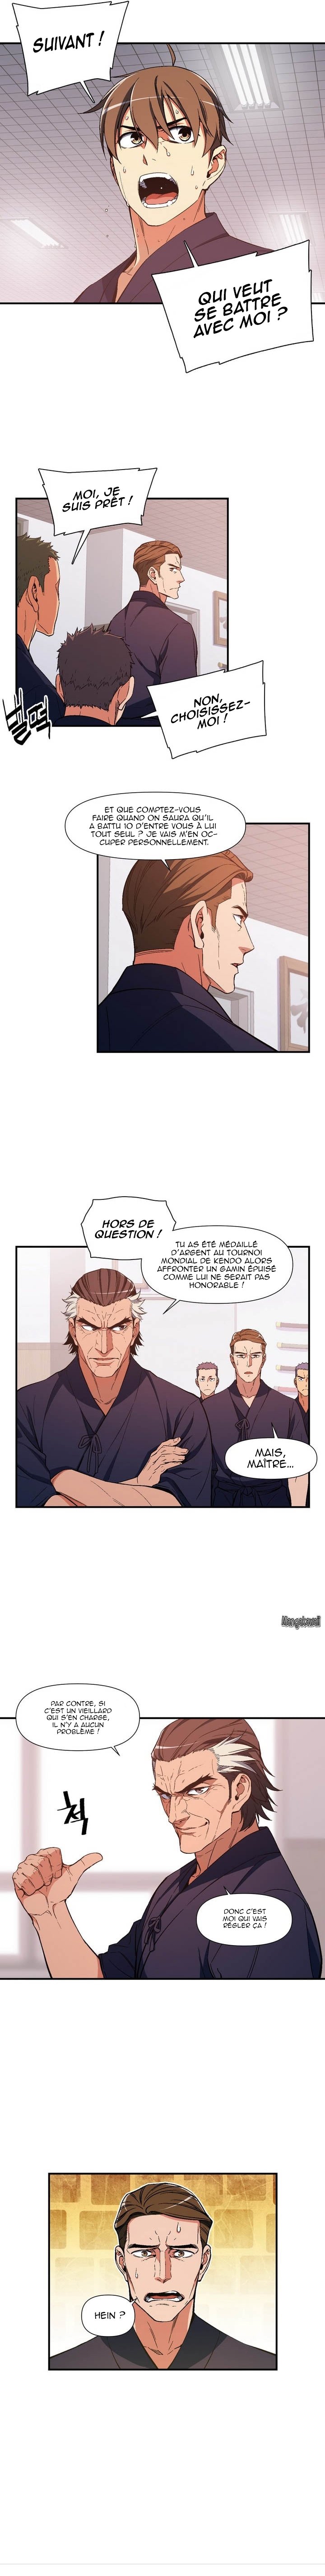 SUIVANT !
QUI VEUT
SE BATTRE
AVEC MOI ?
MOI, JE
SUIS PRÊT !
NON,
CHOISISSEZ-
MOI !
ET QUE COMPTEZ-VOUS
FAIRE QUAND ON SAURA QU'IL
A BATTU 10 D'ENTRE VOUS À LUI
TOUT SEUL ? JE VAIS M'EN OC-
CUPER PERSONNELLEMENT.
HORS DE
QUESTION !
TU AS ÉTÉ MÉDAILLÉ
D'ARGENT AU TOURNOI
MONDIAL DE KENDO ALORS
AFFRONTER UN GAMIN ÉPUISÉ
COMME LUI NE SERAIT PAS
HONORABLE !
MAIS,
MAÎTRE...
PAR CONTRE, SI
C'EST UN VIEILLARD
QUI S'EN CHARGE,
IL N'Y A AUCUN
PROBLÈME !
척
DONC C'EST
MOI QUI VAIS
RÉGLER ÇA !
HEIN ?